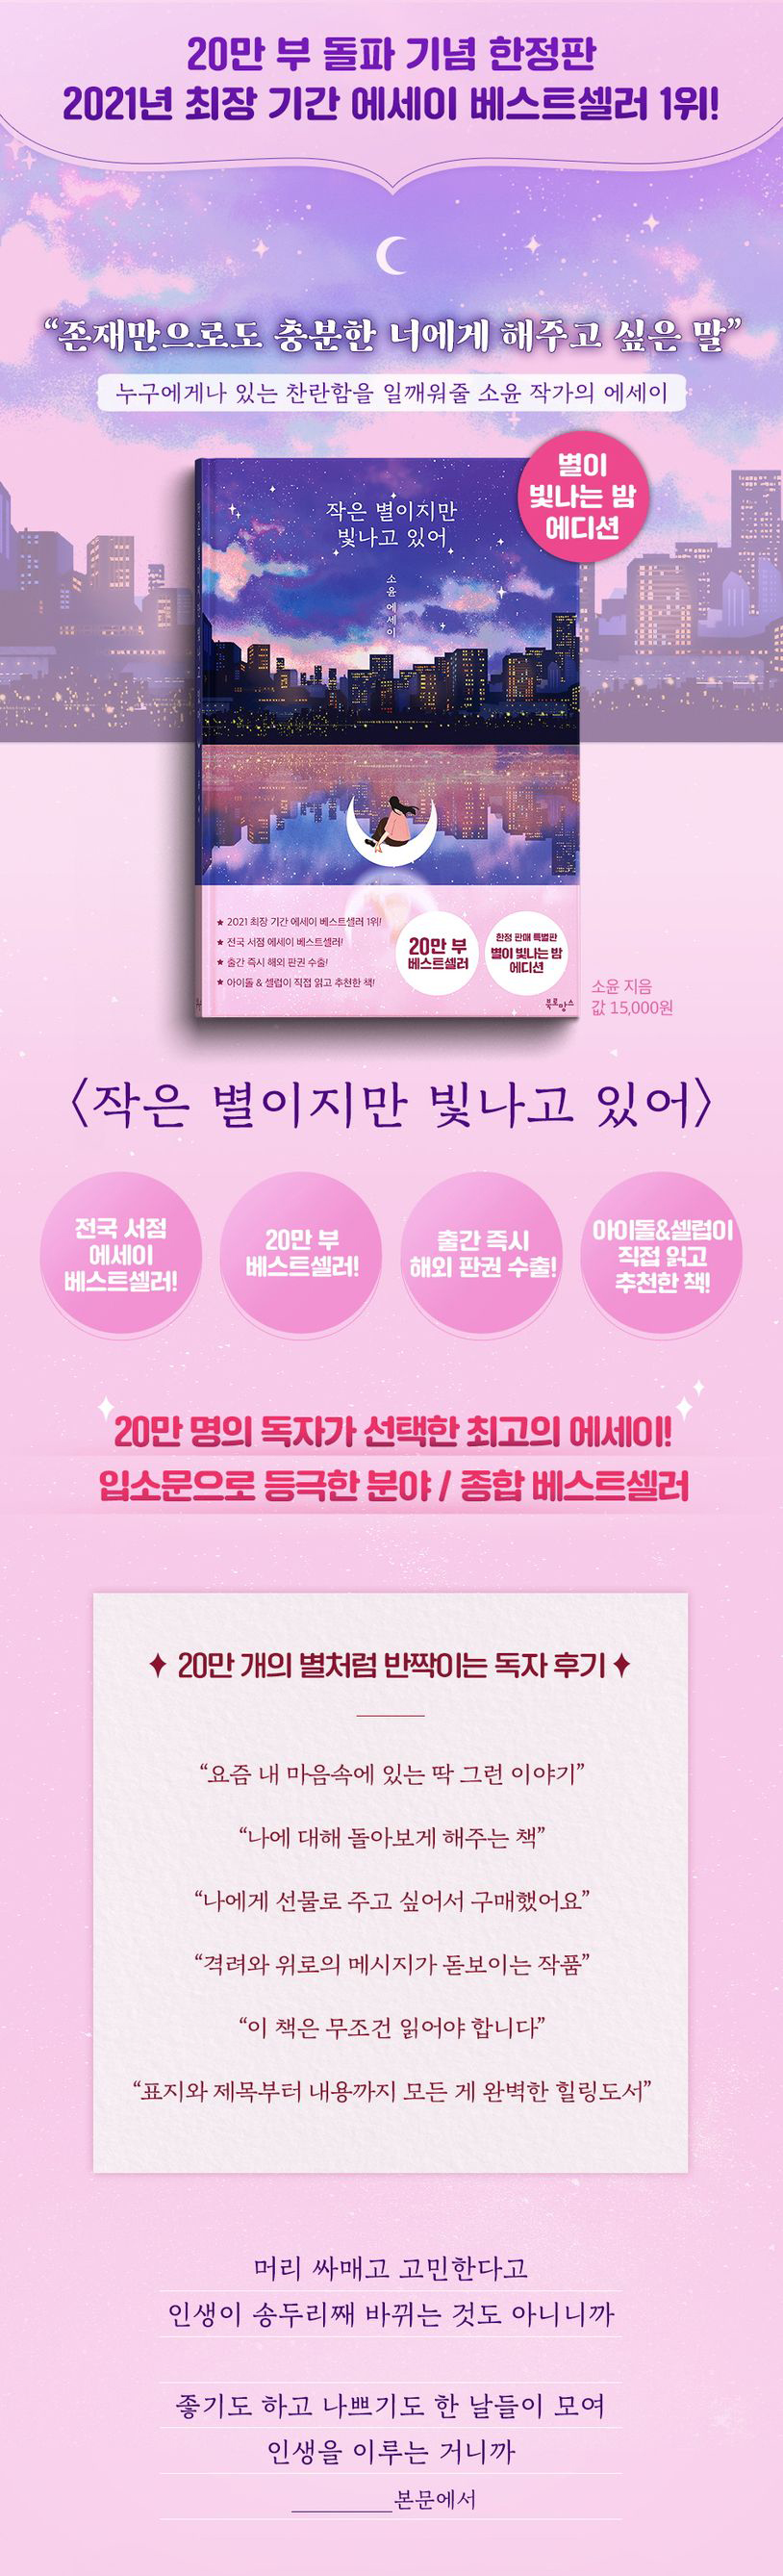 20만 부 돌파 기념 한정판
2021년 최장 기간 에세이 베스트셀러 1위!
“존재만으로도 충분한 너에게 해주고 싶은 말”
누구에게나 있는 찬란함을 일깨워줄 소윤 작가의 에세이
별이
빛나는 밤
에디션
작은 별이지만
빛나고 있어
소윤 에세이
★ 2021 최장 기간 에세이 베스트셀러 1위!
★ 전국 서점 에세이 베스트셀러!
★ 출간 즉시 해외 판권 수출!
★ 아이돌 & 셀럽이 직접 읽고 추천한 책!
20만 부
베스트셀러
한정 판매 특별판
별이 빛나는 밤
에디션
북로망스
소윤 지음
값 15,000원
〈작은 별이지만 빛나고 있어〉
전국 서점
에세이
베스트셀러!
20만 부
베스트셀러!
출간 즉시
해외 판권 수출!
아이돌&셀럽이
직접 읽고
추천한 책!
20만 명의 독자가 선택한 최고의 에세이!
입소문으로 등극한 분야 / 종합 베스트셀러
20만 개의 별처럼 반짝이는 독자 후기
“요즘 내 마음속에 있는 딱 그런 이야기”
“나에 대해 돌아보게 해주는 책”
“나에게 선물로 주고 싶어서 구매했어요”
“격려와 위로의 메시지가 돋보이는 작품”
“이 책은 무조건 읽어야 합니다”
“표지와 제목부터 내용까지 모든 게 완벽한 힐링도서”
머리 싸매고 고민한다고
인생이 송두리째 바뀌는 것도 아니니까
좋기도 하고 나쁘기도 한 날들이 모여
인생을 이루는 거니까
본문에서